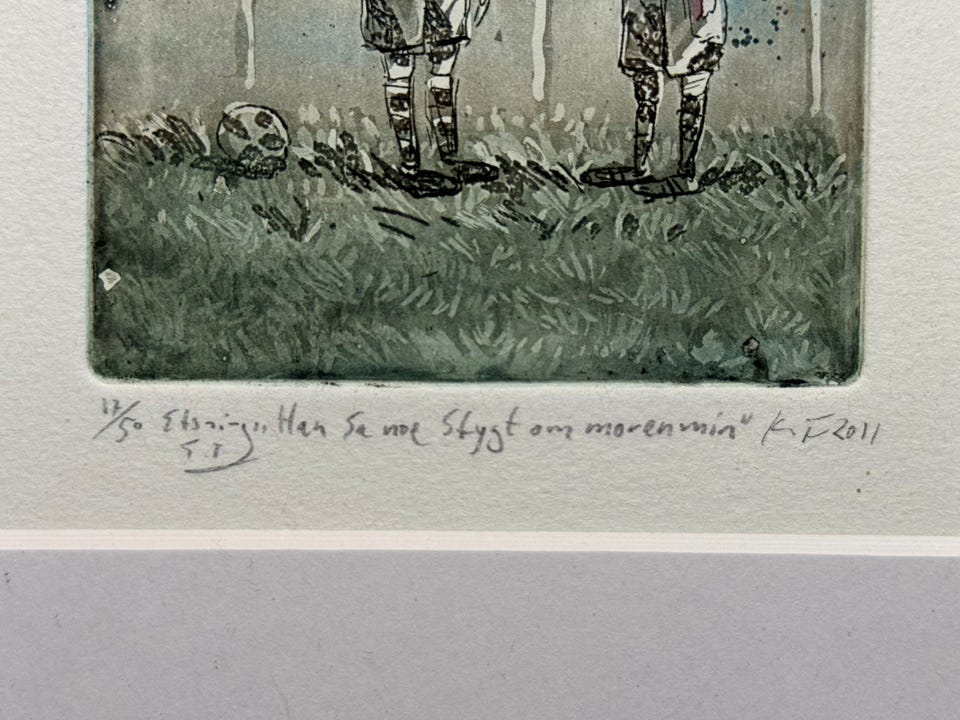 17/50 Etsning „Han Sa noe Stygt om moren min" K. F 2011
E.T